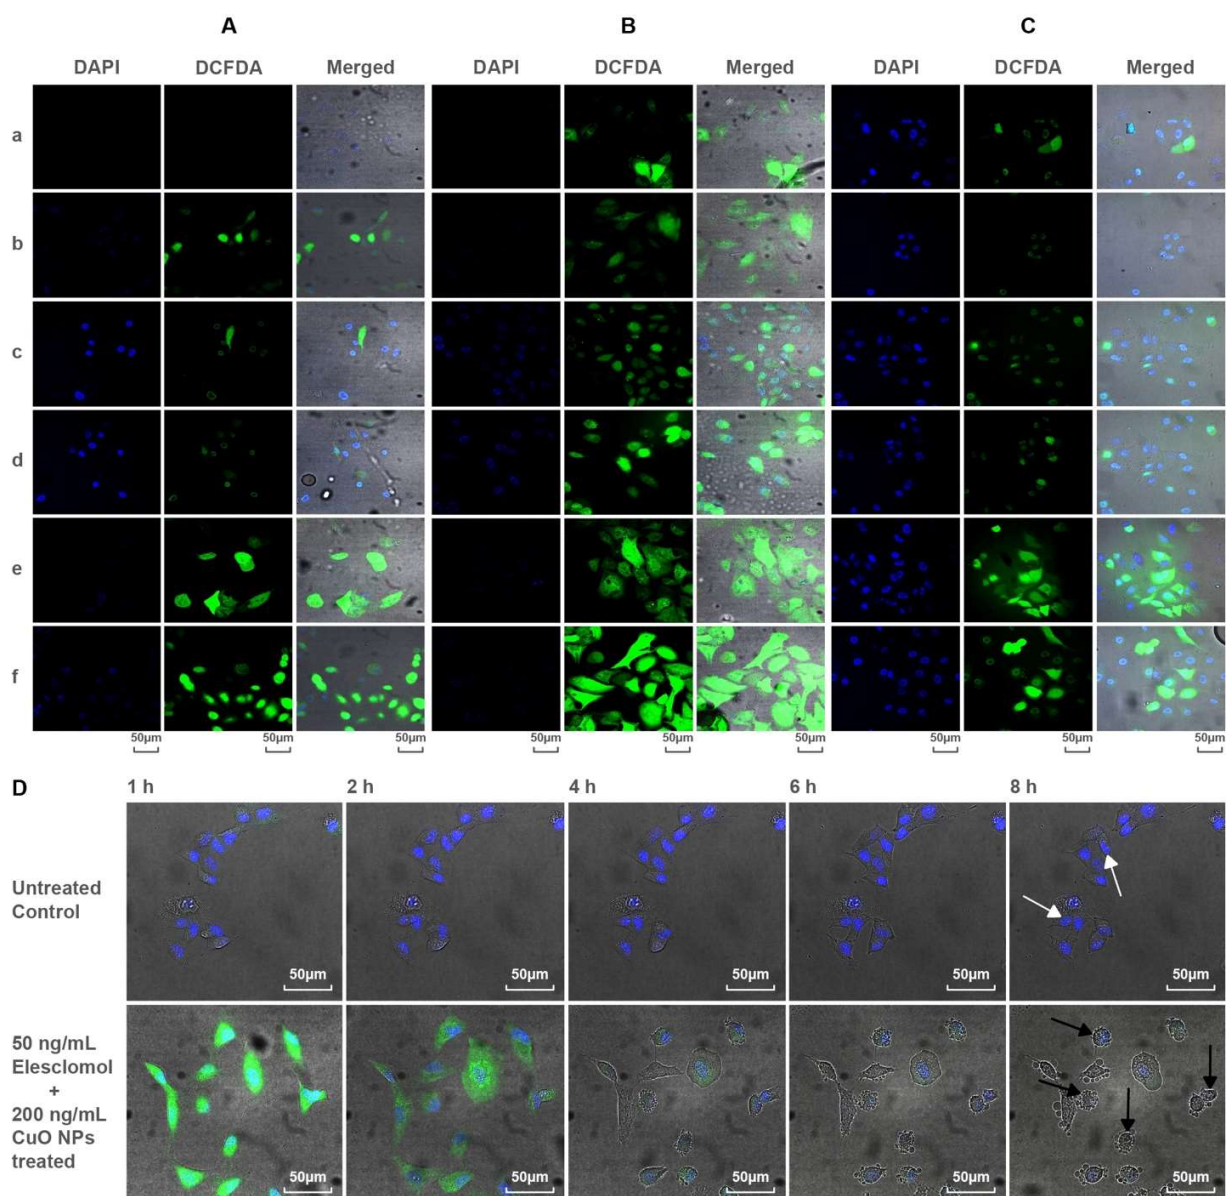 A B C
DAPI DCFDA Merged DAPI DCFDA Merged DAPI DCFDA Merged
a
b
c
d
e
f
50µm 50µm 50µm 50µm 50µm 50µm 50µm 50µm 50µm
D 1 h 2 h 4 h 6 h 8 h
Untreated
Control
50µm 50µm 50µm 50µm 50µm
50 ng/mL
Elesclomol
+
200 ng/mL
CuO NPs
treated
50µm 50µm 50µm 50µm 50µm